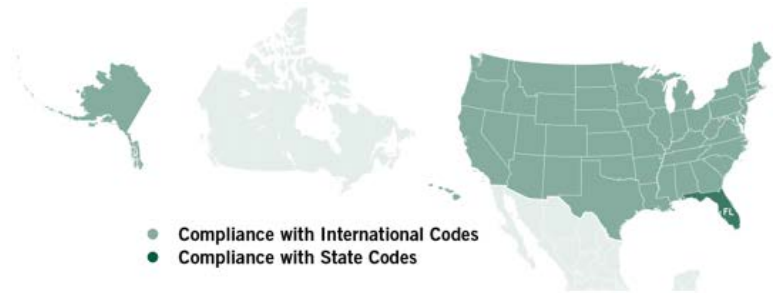 FL
Compliance with International Codes
Compliance with State Codes